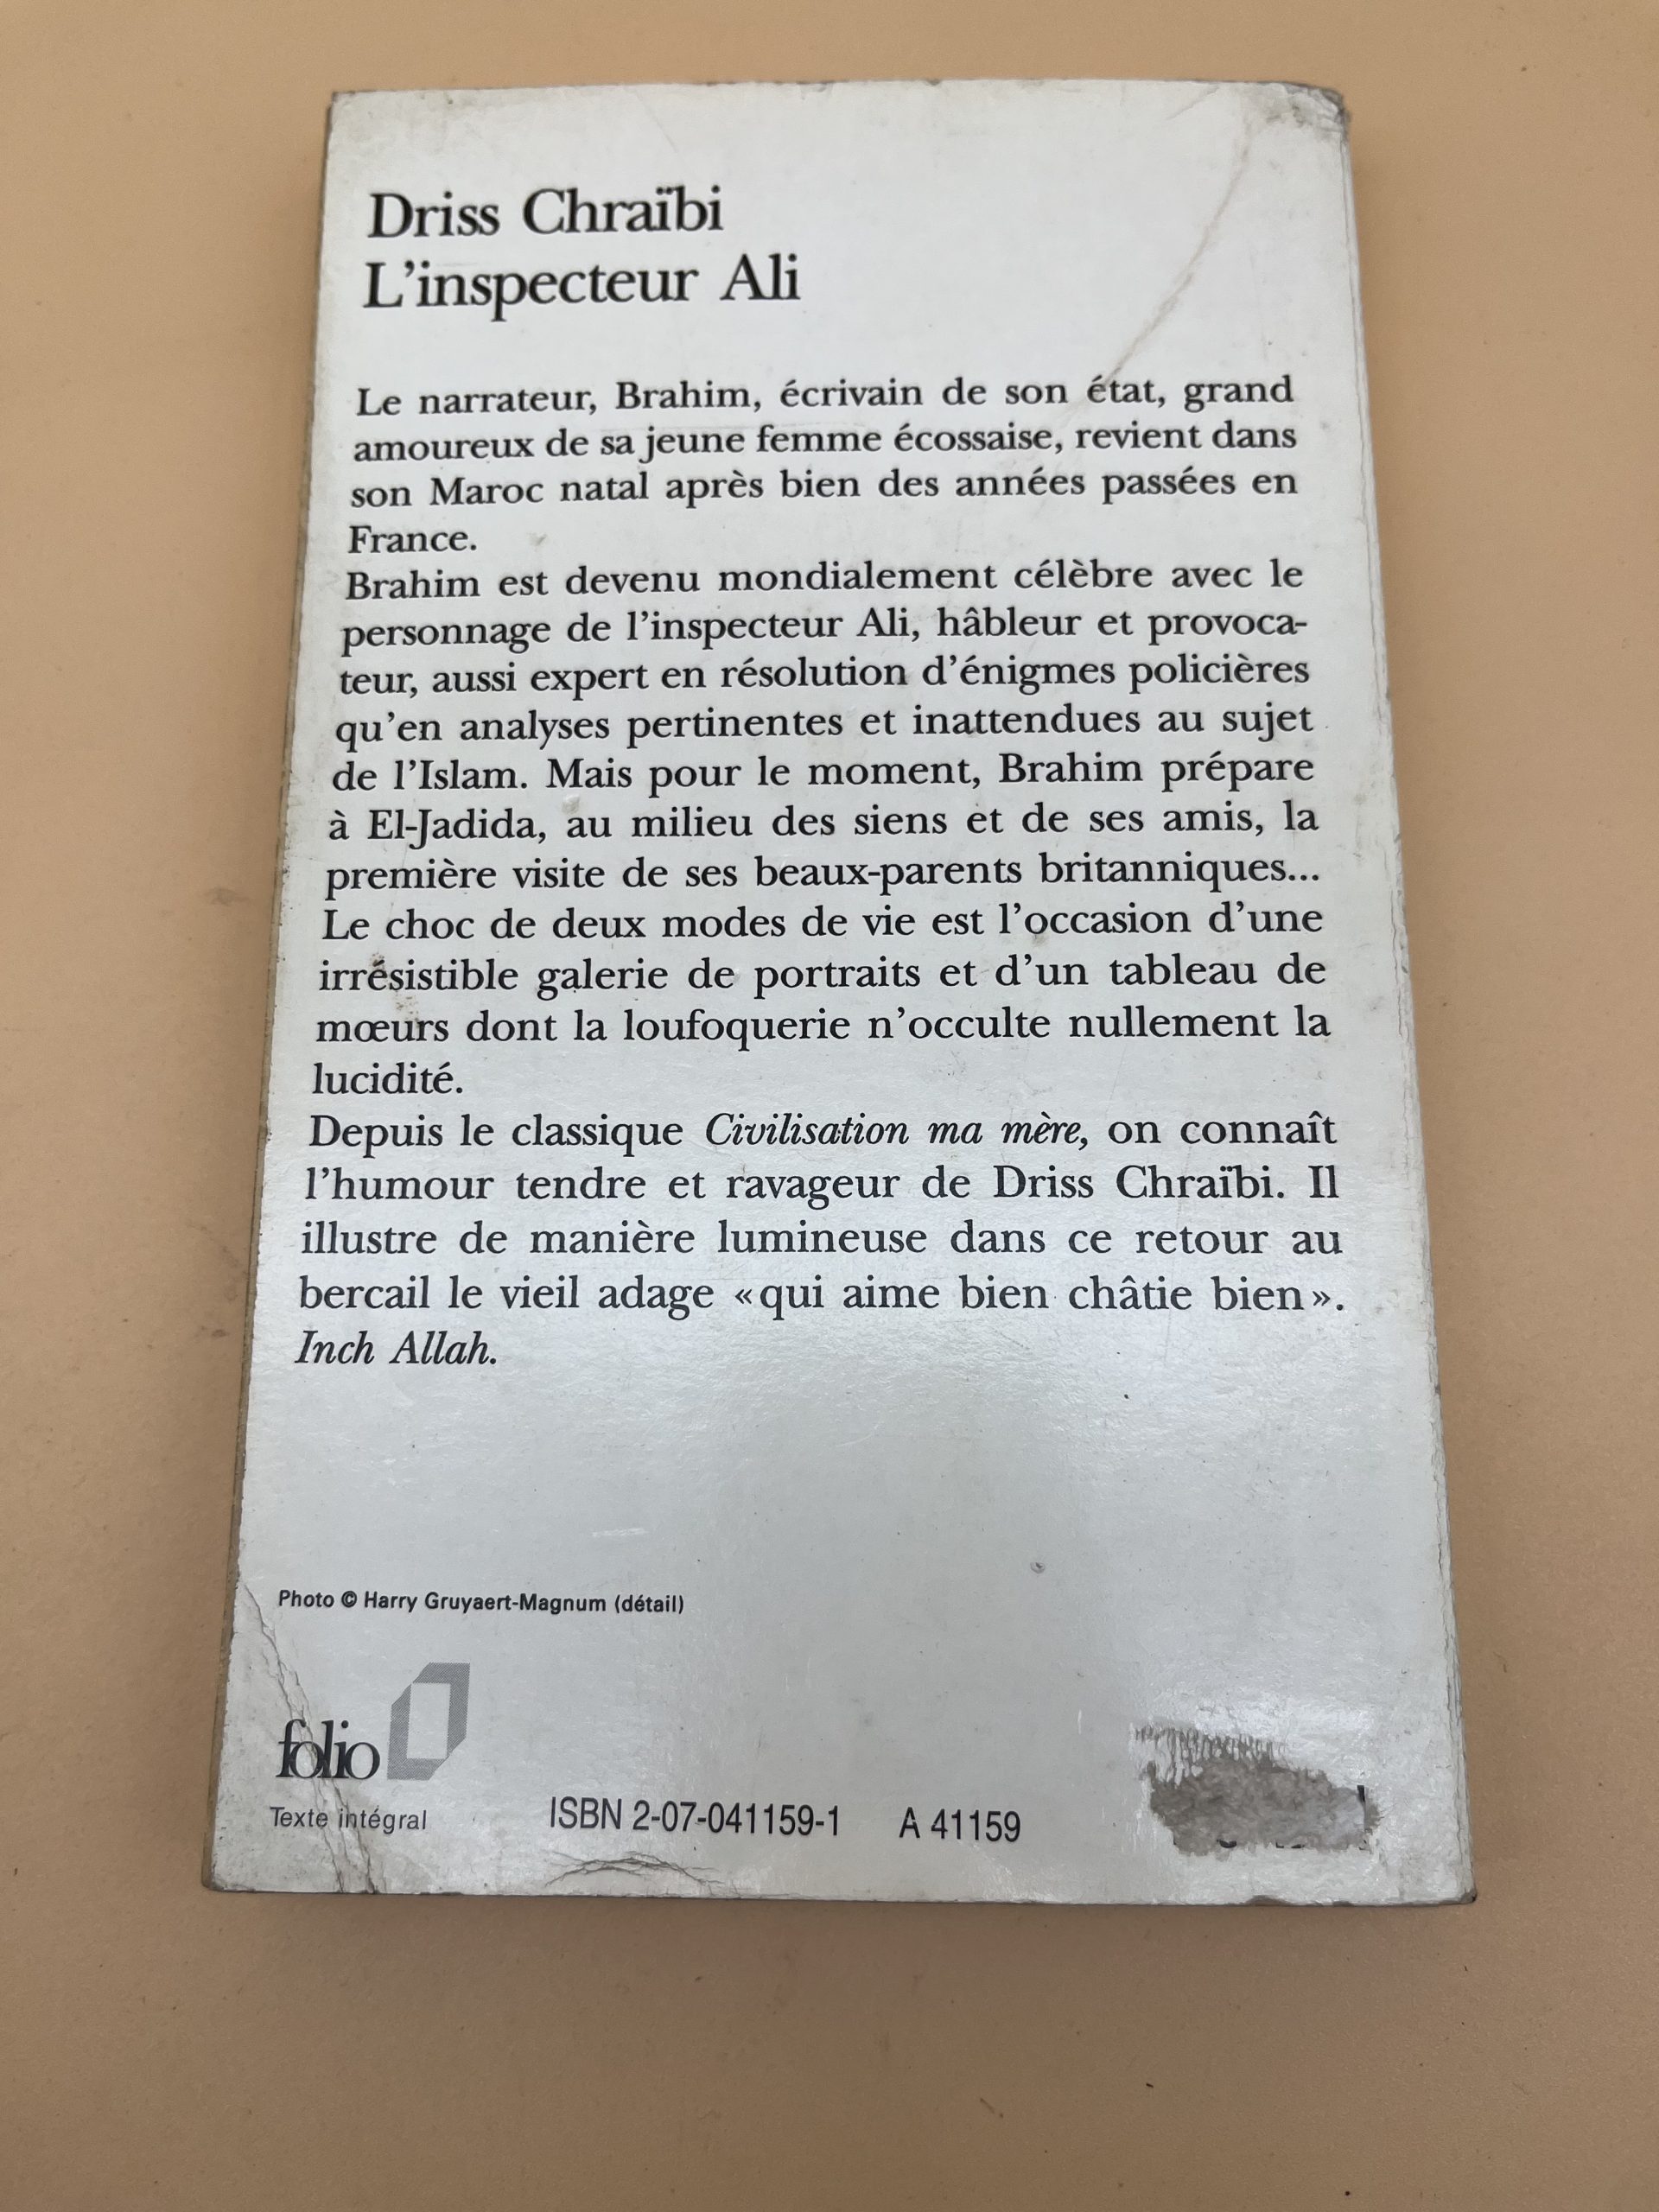 Driss Chraïbi
L'inspecteur Ali
Le narrateur, Brahim, écrivain de son état, grand
amoureux de sa jeune femme écossaise, revient dans
son Maroc natal après bien des années passées en
France.
Brahim est devenu mondialement célèbre avec le
personnage de l'inspecteur Ali, hâbleur et provoca-
teur, aussi expert en résolution d'énigmes policières
qu'en analyses pertinentes et inattendues au sujet
de l'Islam. Mais pour le moment, Brahim prépare
à El-Jadida, au milieu des siens et de ses amis, la
première visite de ses beaux-parents britanniques...
Le choc de deux modes de vie est l'occasion d'une
irrésistible galerie de portraits et d'un tableau de
mœurs dont la loufoquerie n'occulte nullement la
lucidité.
Depuis le classique Civilisation ma mère, on connaît
l'humour tendre et ravageur de Driss Chraïbi. Il
illustre de manière lumineuse dans ce retour au
bercail le vieil adage « qui aime bien châtie bien ».
Inch Allah.
Photo © Harry Gruyaert-Magnum (détail)
folio
Texte intégral
ISBN 2-07-041159-1 A 41159